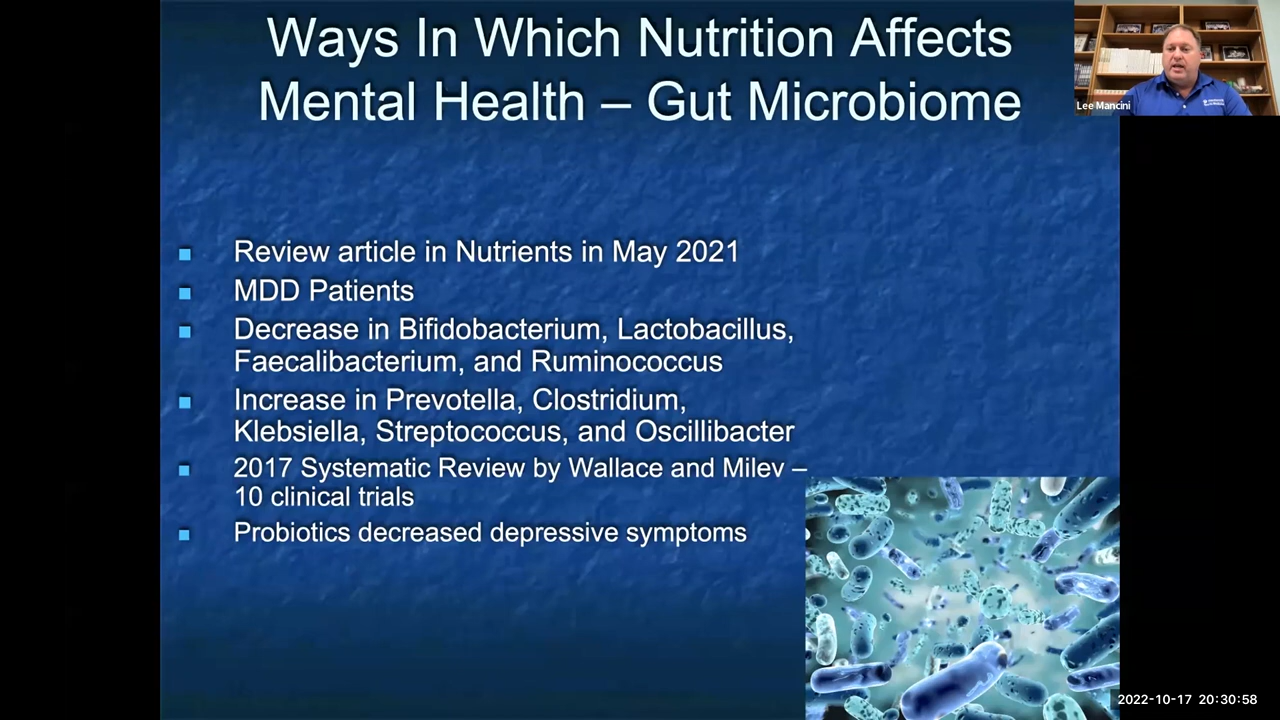 Ways In Which Nutrition Affects
Mental Health – Gut Microbiome
Lee Mancini
Review article in Nutrients in May 2021
MDD Patients
Decrease in Bifidobacterium, Lactobacillus,
Faecalibacterium, and Ruminococcus
Increase in Prevotella, Clostridium,
Klebsiella, Streptococcus, and Oscillibacter
2017 Systematic Review by Wallace and Milev –
10 clinical trials
Probiotics decreased depressive symptoms
2022-10-17 20:30:58